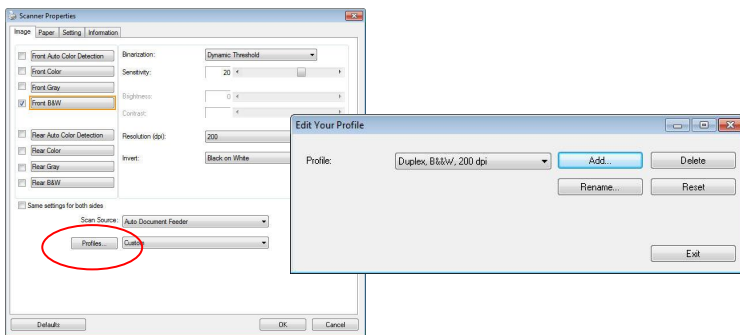 Scanner Properties
Image Paper Setting Information
Front Auto Color Detection
Front Color
Front Gray
Front B&W
Rear Auto Color Detection
Rear Color
Rear Gray
Rear B&W
Binarization: Dynamic Threshold
Sensitivity: 20
Brightness: 0
Contrast:
Resolution (dpi): 200
Invert: Black on White
Same settings for both sides
Scan Source: Auto Document Feeder
Profiles... Custom
Defaults OK Cancel
Edit Your Profile
Profile: Duplex, B&&W, 200 dpi Add... Delete
Rename... Reset
Exit